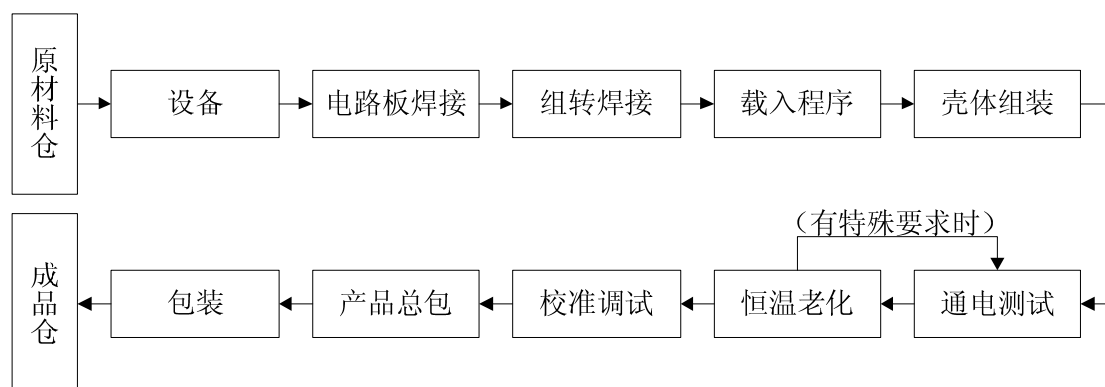 原材料仓
设备
电路板焊接
组转焊接
载入程序
壳体组装
（有特殊要求时）
成品仓
包装
产品总包
校准调试
恒温老化
通电测试